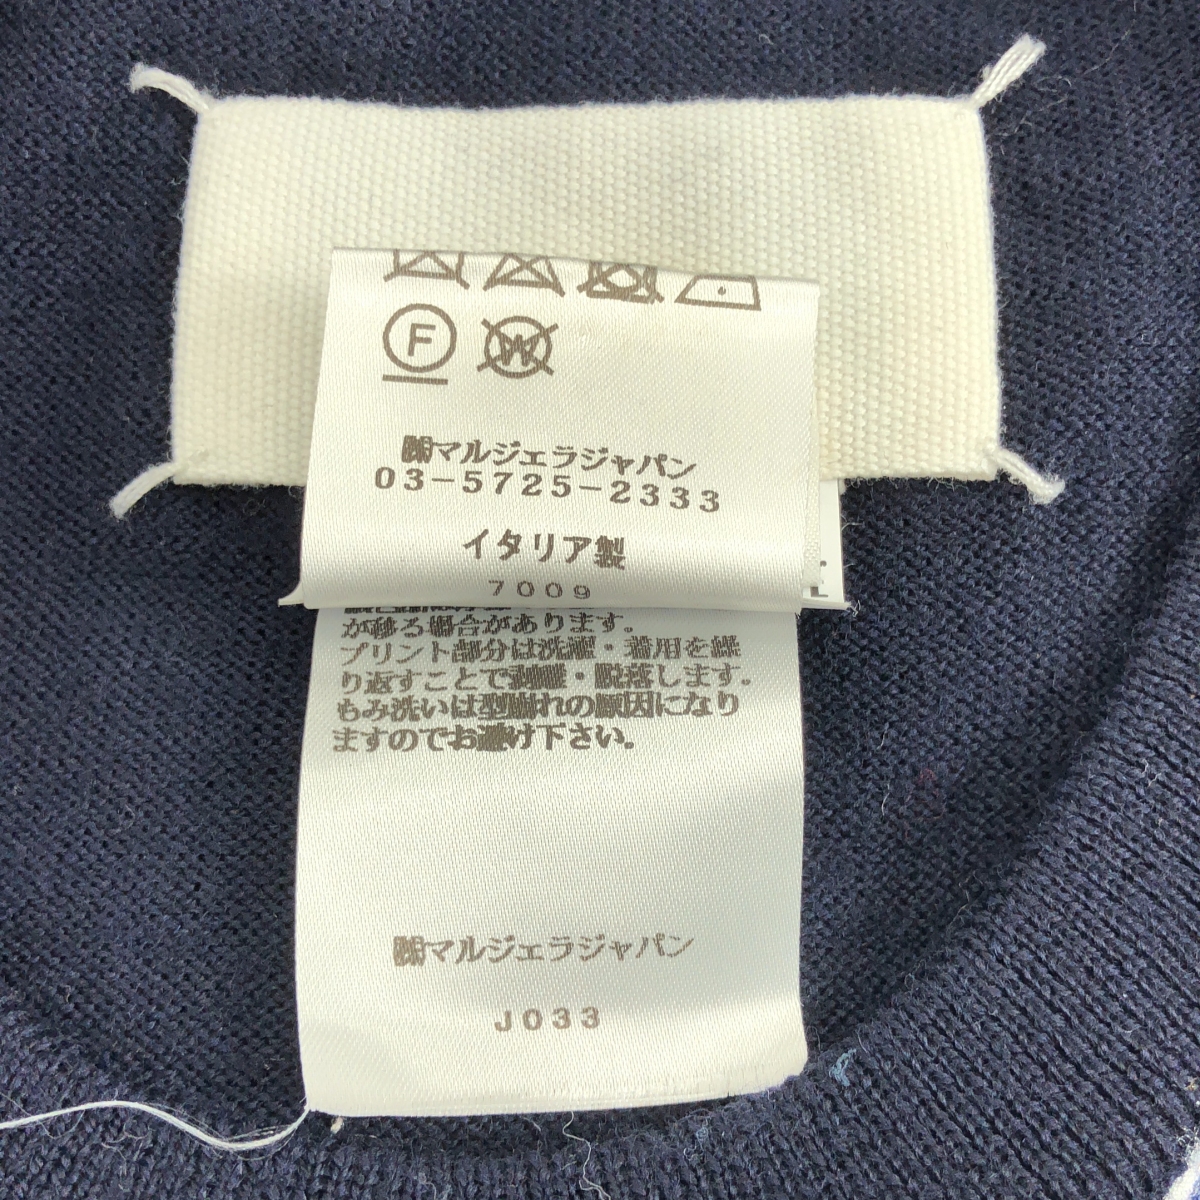 F
W
㈱マルジェラジャパン
03-5725-2333
イタリア製
7009
が移る場合があります。
プリント部分は洗濯・着用を繰
り返すことで剥離・脱落します。
もみ洗いは型崩れの原因になり
ますのでお避け下さい。
㈱マルジェラジャパン
J033